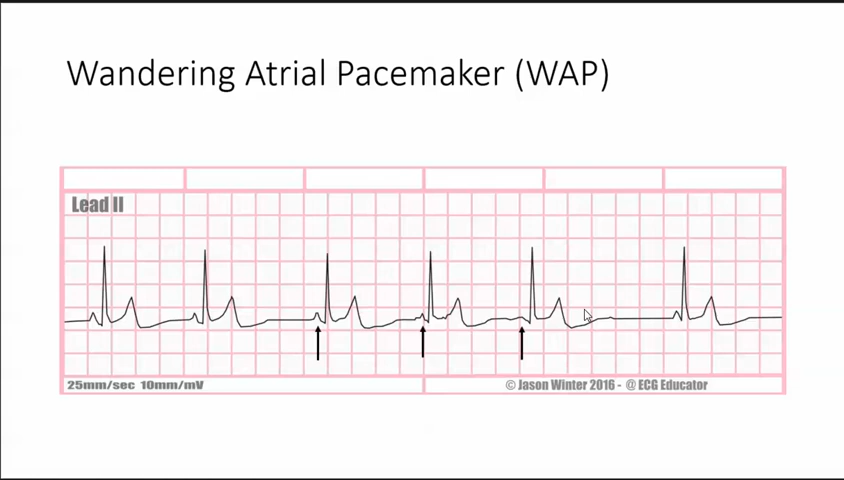 Wandering Atrial Pacemaker (WAP)
Lead II
25mm/sec 10mm/mV
© Jason Winter 2016 - @ ECG Educator